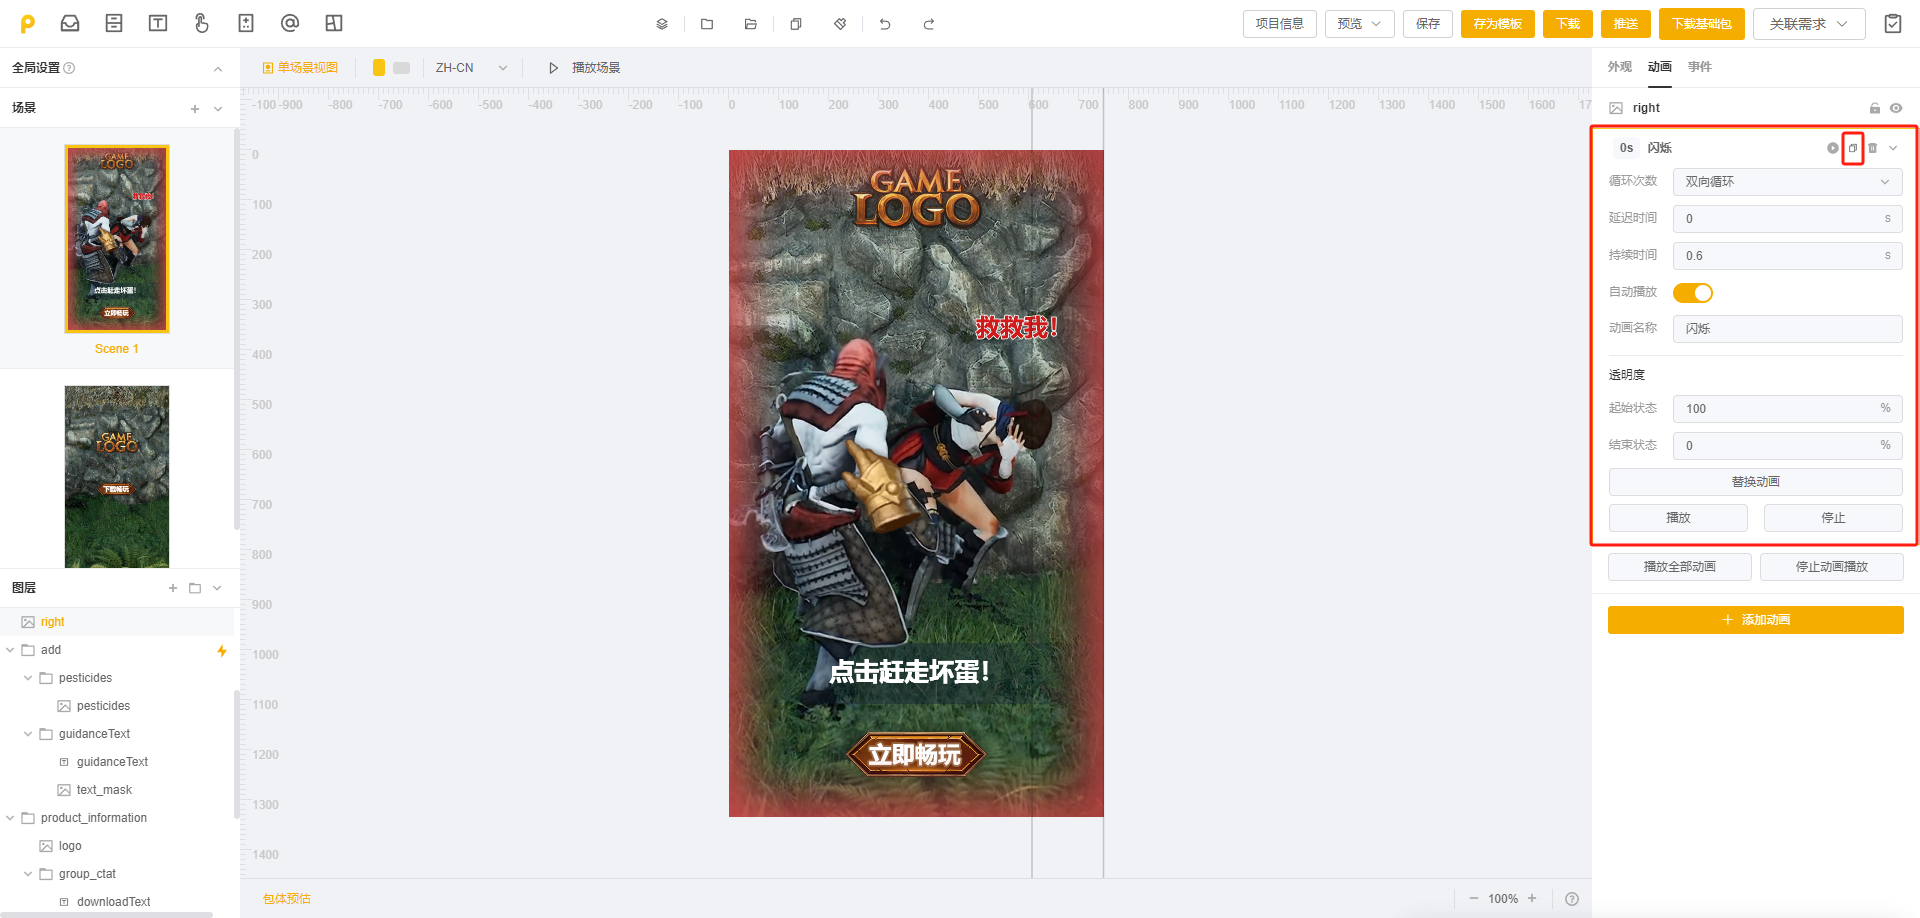 项目信息
预览
保存
存为模板
下载
推送
下载基础包
关联需求
全局设置
场景
Scene 1
图层
right
add
pesticides
pesticides
guidanceText
guidanceText
text_mask
product_information
logo
group_ctat
downloadText
单场景视图
ZH-CN
播放场景
-100 -900 -800 -700 -600 -500 -400 -300 -200 -100 0 100 200 300 400 500 600 700 800 900 1000 1100 1200 1300 1400 1500 1600 17
0
100
200
300
400
500
600
700
800
900
1000
1100
1200
1300
1400
GAME
LOGO
救救我!
点击赶走坏蛋!
立即畅玩
GAME
LOGO
救救我!
点击赶走坏蛋!
立即畅玩
GAME
LOGO
下载畅玩
包体预估
100%
外观 动画 事件
right
0s 闪烁
循环次数 双向循环
延迟时间 0 s
持续时间 0.6 s
自动播放
动画名称 闪烁
透明度
起始状态 100 %
结束状态 0 %
替换动画
播放 停止
播放全部动画 停止动画播放
添加动画